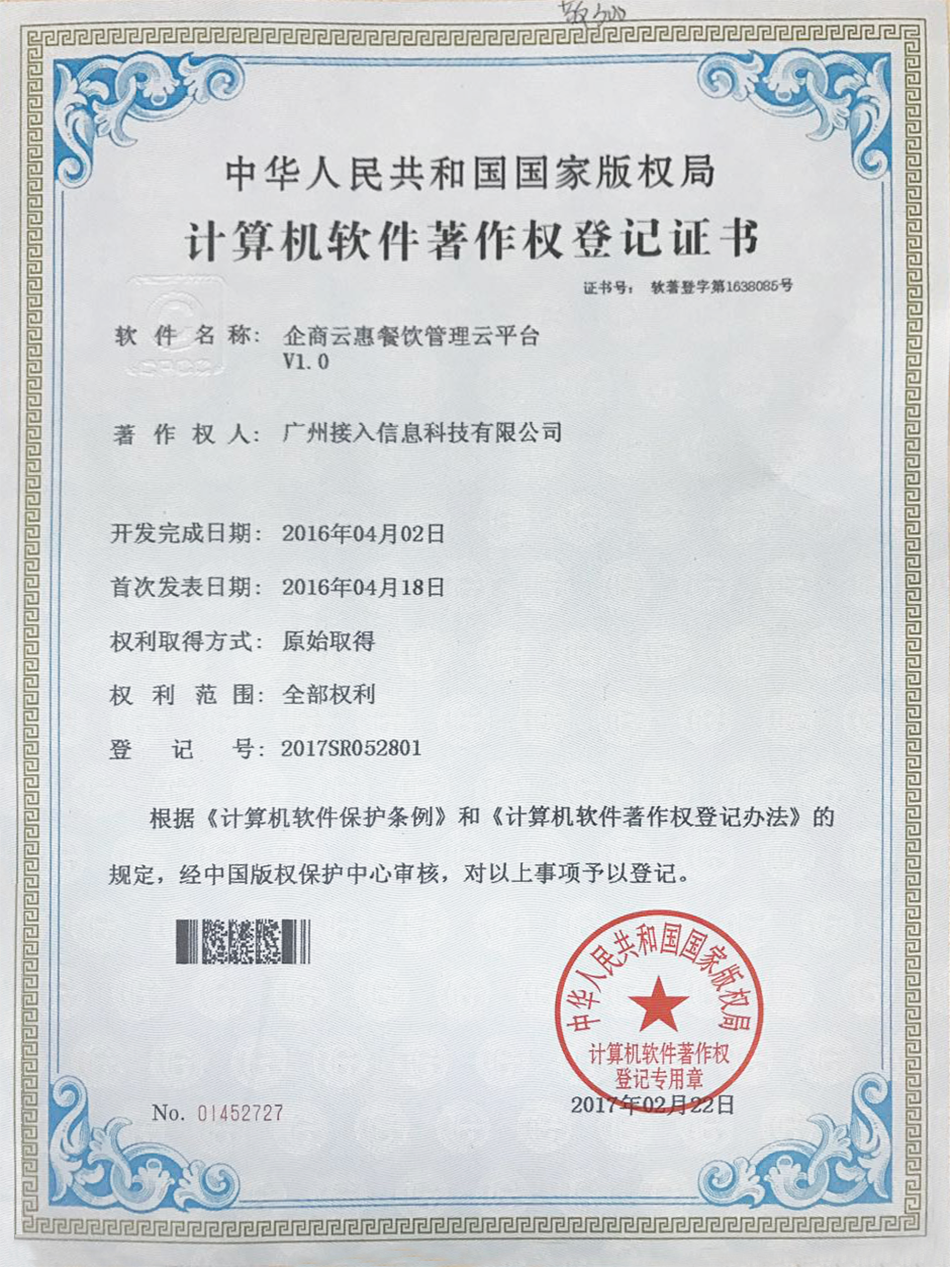 中华人民共和国国家版权局
计算机软件著作权登记证书
证书号： 软著登字第1638085号
软件名称： 企商云惠餐饮管理云平台
V1.0
著作权人： 广州接入信息科技有限公司
开发完成日期： 2016年04月02日
首次发表日期： 2016年04月18日
权利取得方式： 原始取得
权利范围： 全部权利
登记号： 2017SR052801
根据《计算机软件保护条例》和《计算机软件著作权登记办法》的
规定，经中国版权保护中心审核，对以上事项予以登记。
中华人民共和国国家版权局
计算机软件著作权
登记专用章
2017年02月22日
No. 01452727